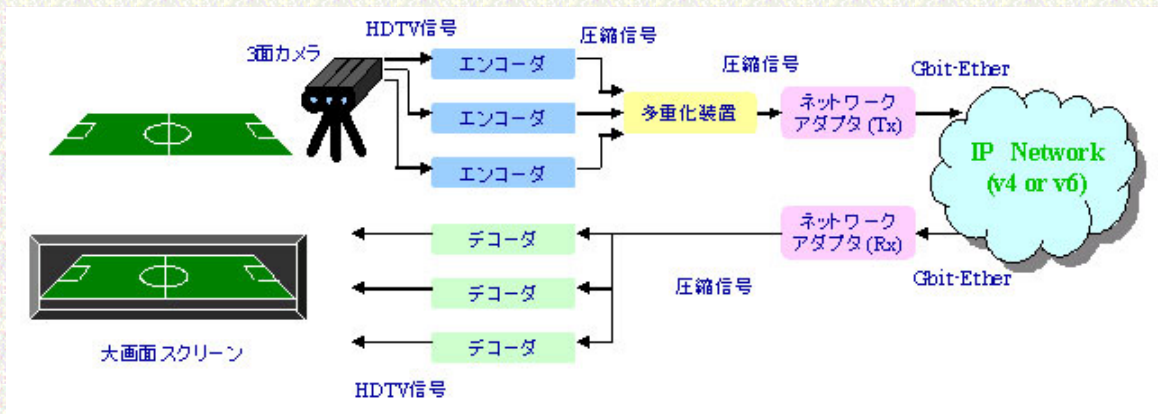 HDTV信号
圧縮信号
3面カメラ
エンコーダ
圧縮信号
Gbit-Ether
エンコーダ
多重化装置
ネットワーク
アダプタ(Tx)
エンコーダ
IP Network
(v4 or v6)
デコーダ
ネットワーク
アダプタ(Rx)
デコーダ
圧縮信号
Gbit-Ether
デコーダ
大画面スクリーン
HDTV信号